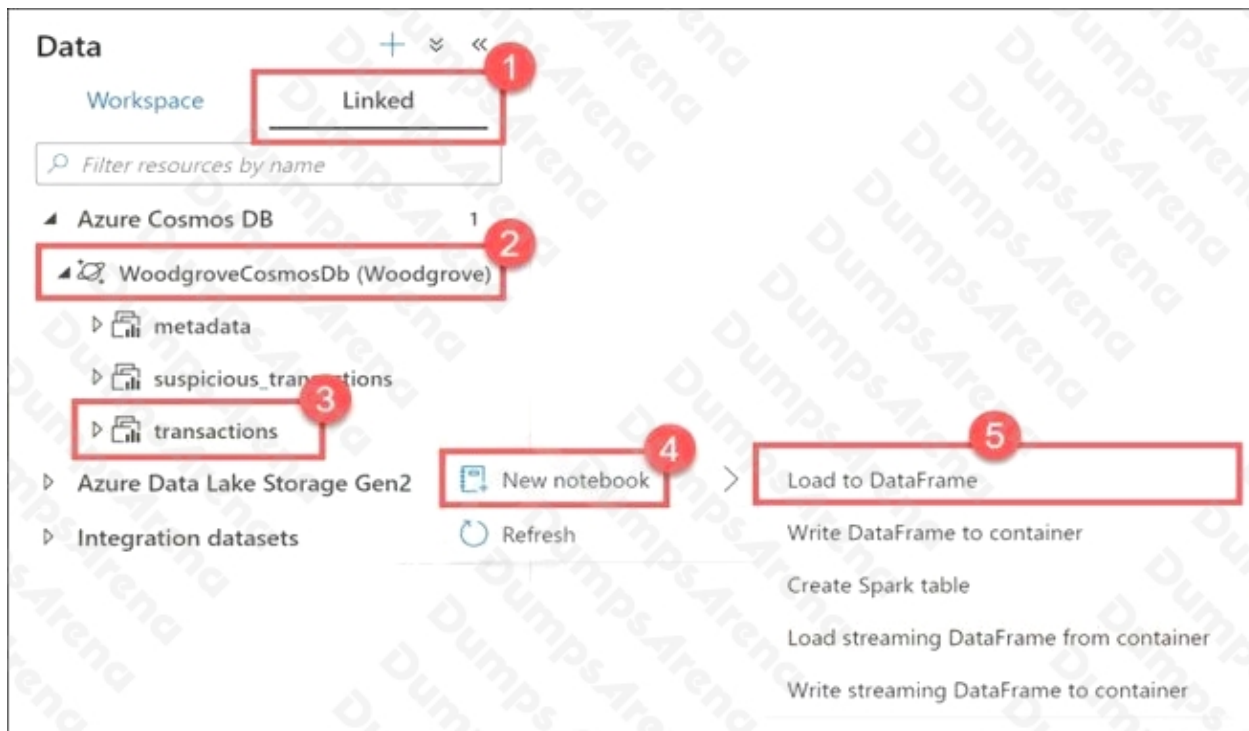 Data
1
Workspace Linked
Filter resources by name
Azure Cosmos DB 1
2
WoodgroveCosmosDb (Woodgrove)
metadata
suspicious_transactions
3
transactions
4
5
Azure Data Lake Storage Gen2 New notebook Load to DataFrame
Integration datasets Refresh Write DataFrame to container
Create Spark table
Load streaming DataFrame from container
Write streaming DataFrame to container
DumpsArena